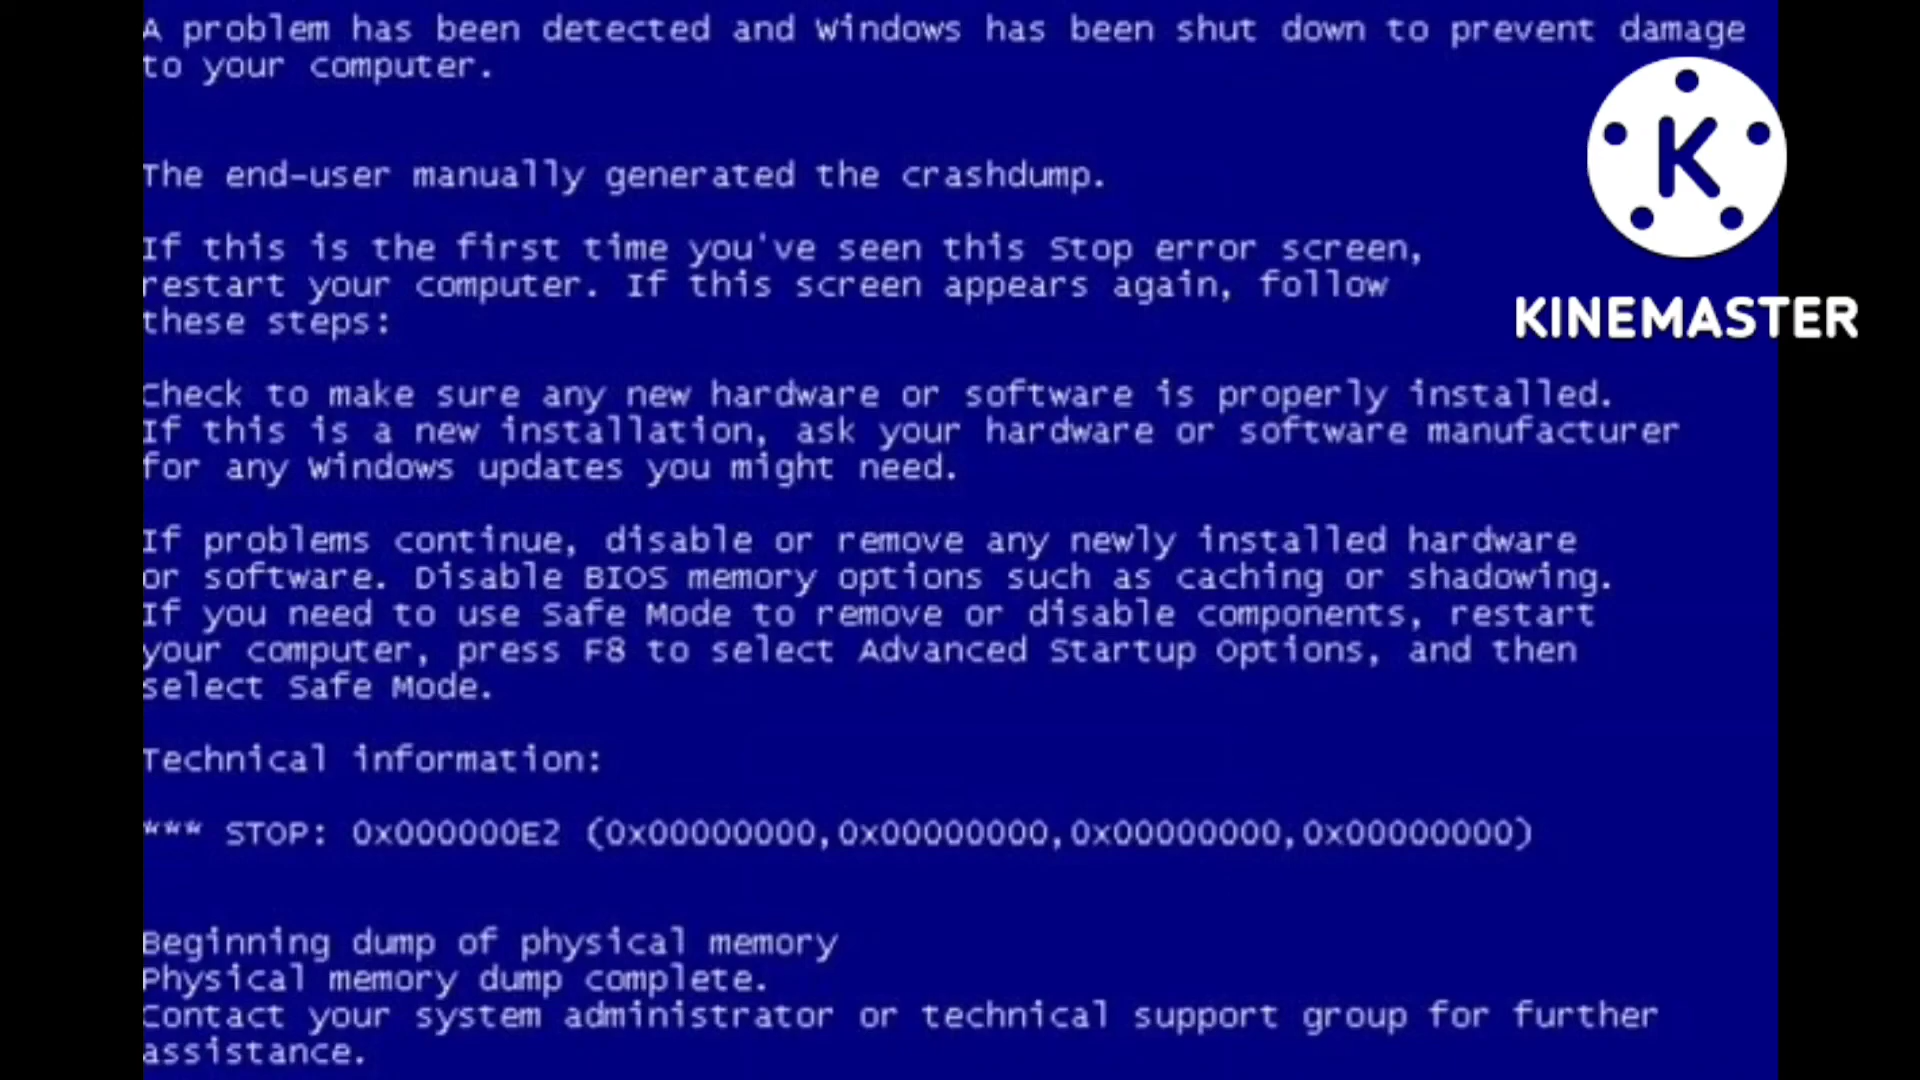 A problem has been detected and Windows has been shut down to prevent damage
to your computer.
The end-user manually generated the crashdump.
If this is the first time you've seen this Stop error screen,
restart your computer. If this screen appears again, follow
these steps:
Check to make sure any new hardware or software is properly installed.
If this is a new installation, ask your hardware or software manufacturer
for any Windows updates you might need.
If problems continue, disable or remove any newly installed hardware
or software. Disable BIOS memory options such as caching or shadowing.
If you need to use Safe Mode to remove or disable components, restart
your computer, press F8 to select Advanced Startup Options, and then
select Safe Mode.
Technical information:
*** STOP: 0x000000E2 (0x00000000,0x00000000,0x00000000,0x00000000)
Beginning dump of physical memory
Physical memory dump complete.
Contact your system administrator or technical support group for further
assistance.
K
KINEMASTER